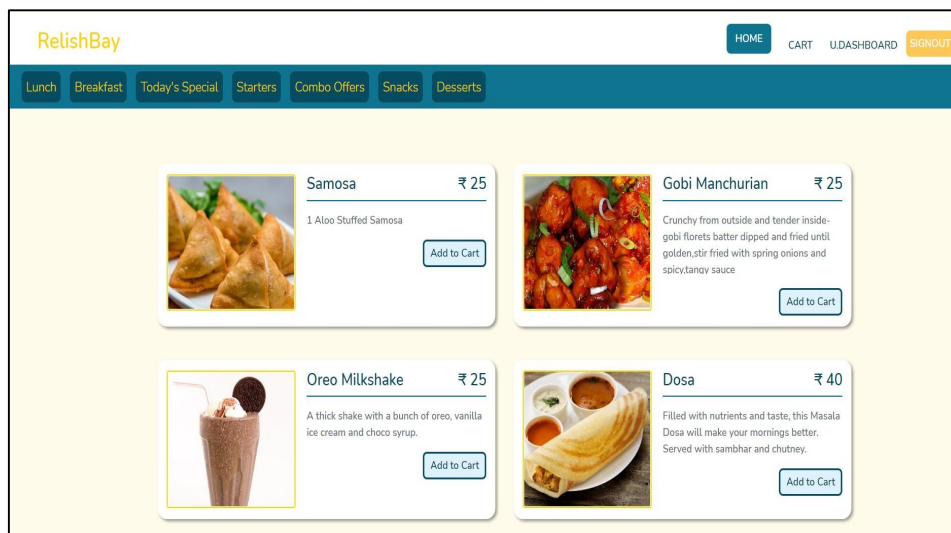 RelishBay
HOME CART U.DASHBOARD SIGNOUT
Lunch Breakfast Today's Special Starters Combo Offers Snacks Desserts
Samosa ₹ 25
1 Aloo Stuffed Samosa
Add to Cart
Gobi Manchurian ₹ 25
Crunchy from outside and tender inside-
gobi florets batter dipped and fried until
golden,stir fried with spring onions and
spicy,tangy sauce
Add to Cart
Oreo Milkshake ₹ 25
A thick shake with a bunch of oreo, vanilla
ice cream and choco syrup.
Add to Cart
Dosa ₹ 40
Filled with nutrients and taste, this Masala
Dosa will make your mornings better.
Served with sambhar and chutney.
Add to Cart